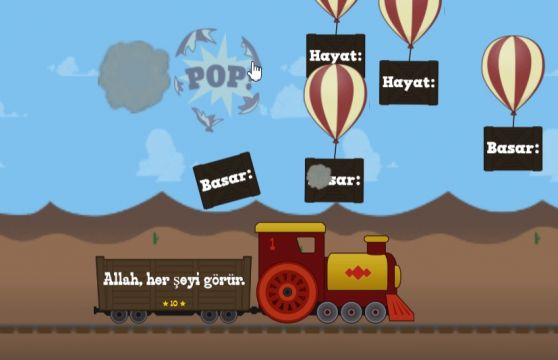 POP!
Hayat:
Hayat:
Basar:
Basar:
sar:
Allah, her şeyi görür.
10
1